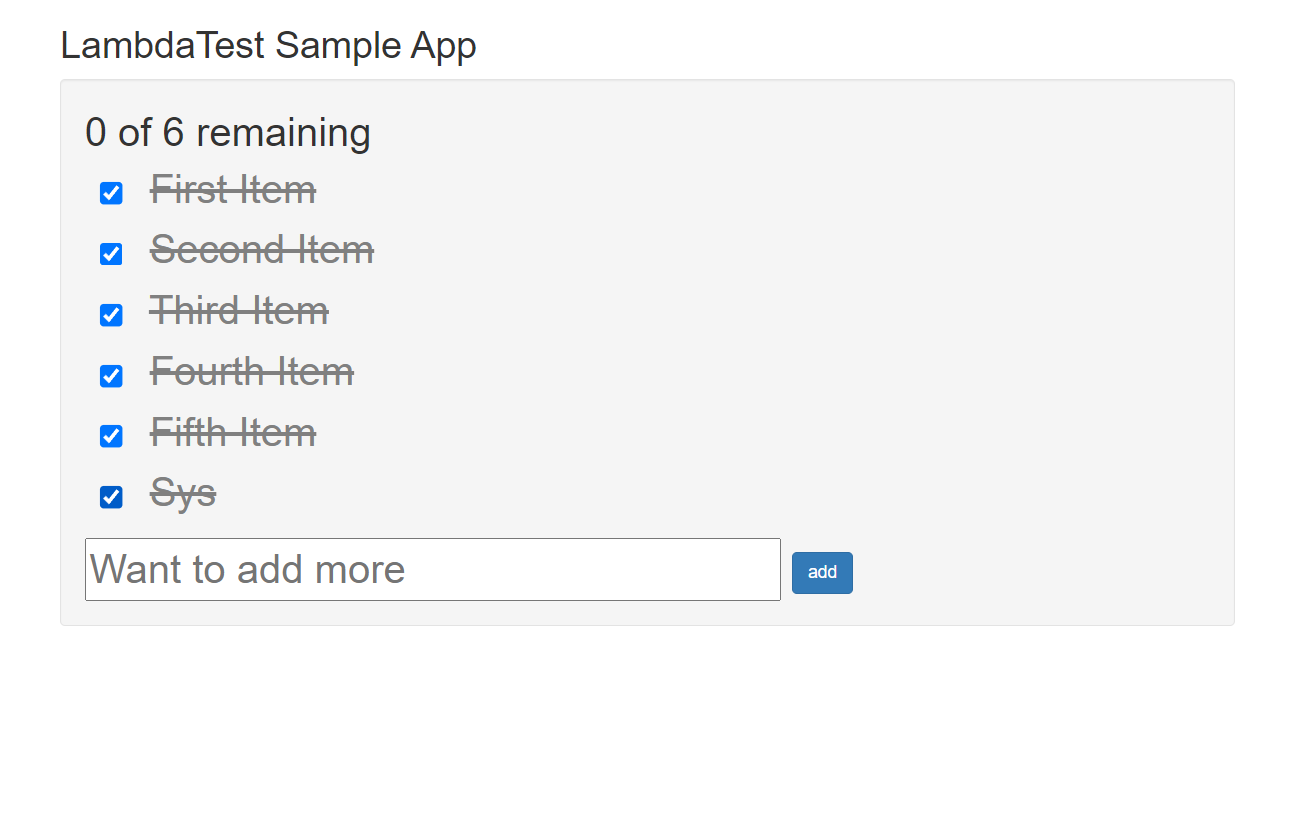 LambdaTest Sample App
0 of 6 remaining
First Item
Second Item
Third Item
Fourth Item
Fifth Item
Sys
Want to add more
add